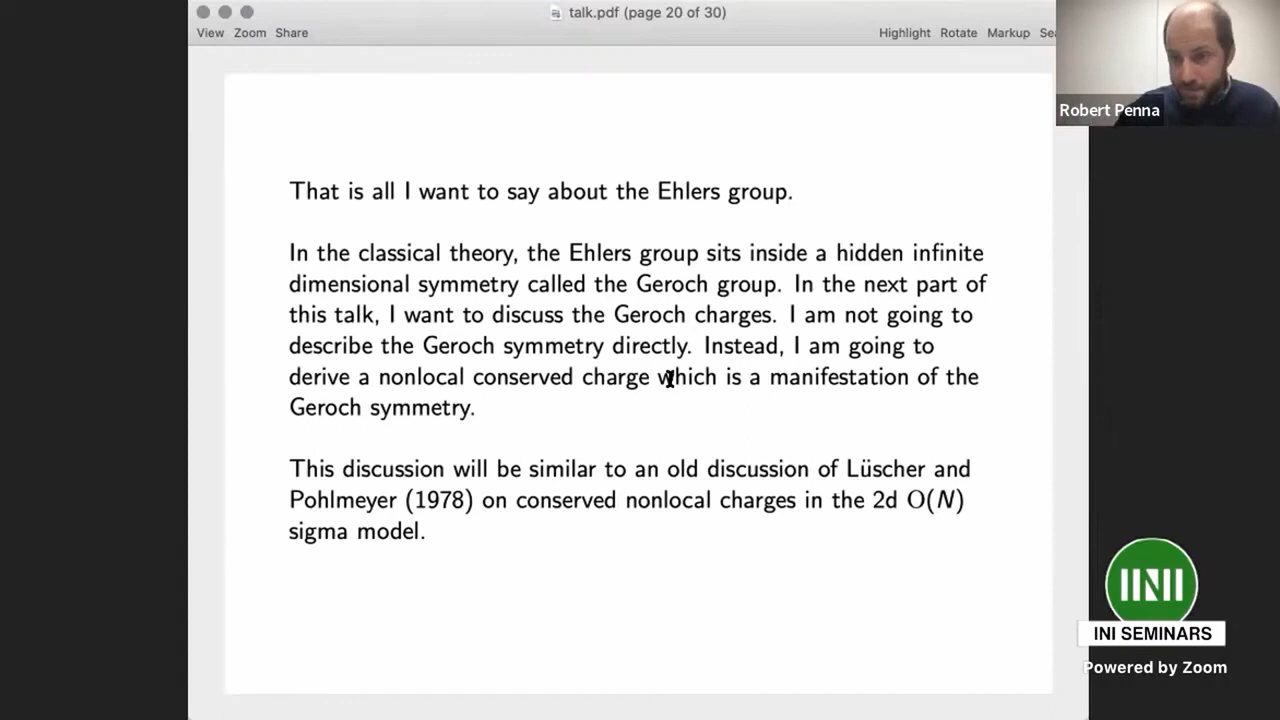 talk.pdf (page 20 of 30)
View Zoom Share
Highlight Rotate Markup
Robert Penna
That is all I want to say about the Ehlers group.
In the classical theory, the Ehlers group sits inside a hidden infinite
dimensional symmetry called the Geroch group. In the next part of
this talk, I want to discuss the Geroch charges. I am not going to
describe the Geroch symmetry directly. Instead, I am going to
derive a nonlocal conserved charge which is a manifestation of the
Geroch symmetry.
This discussion will be similar to an old discussion of Lüscher and
Pohlmeyer (1978) on conserved nonlocal charges in the 2d O(N)
sigma model.
INI SEMINARS
Powered by Zoom